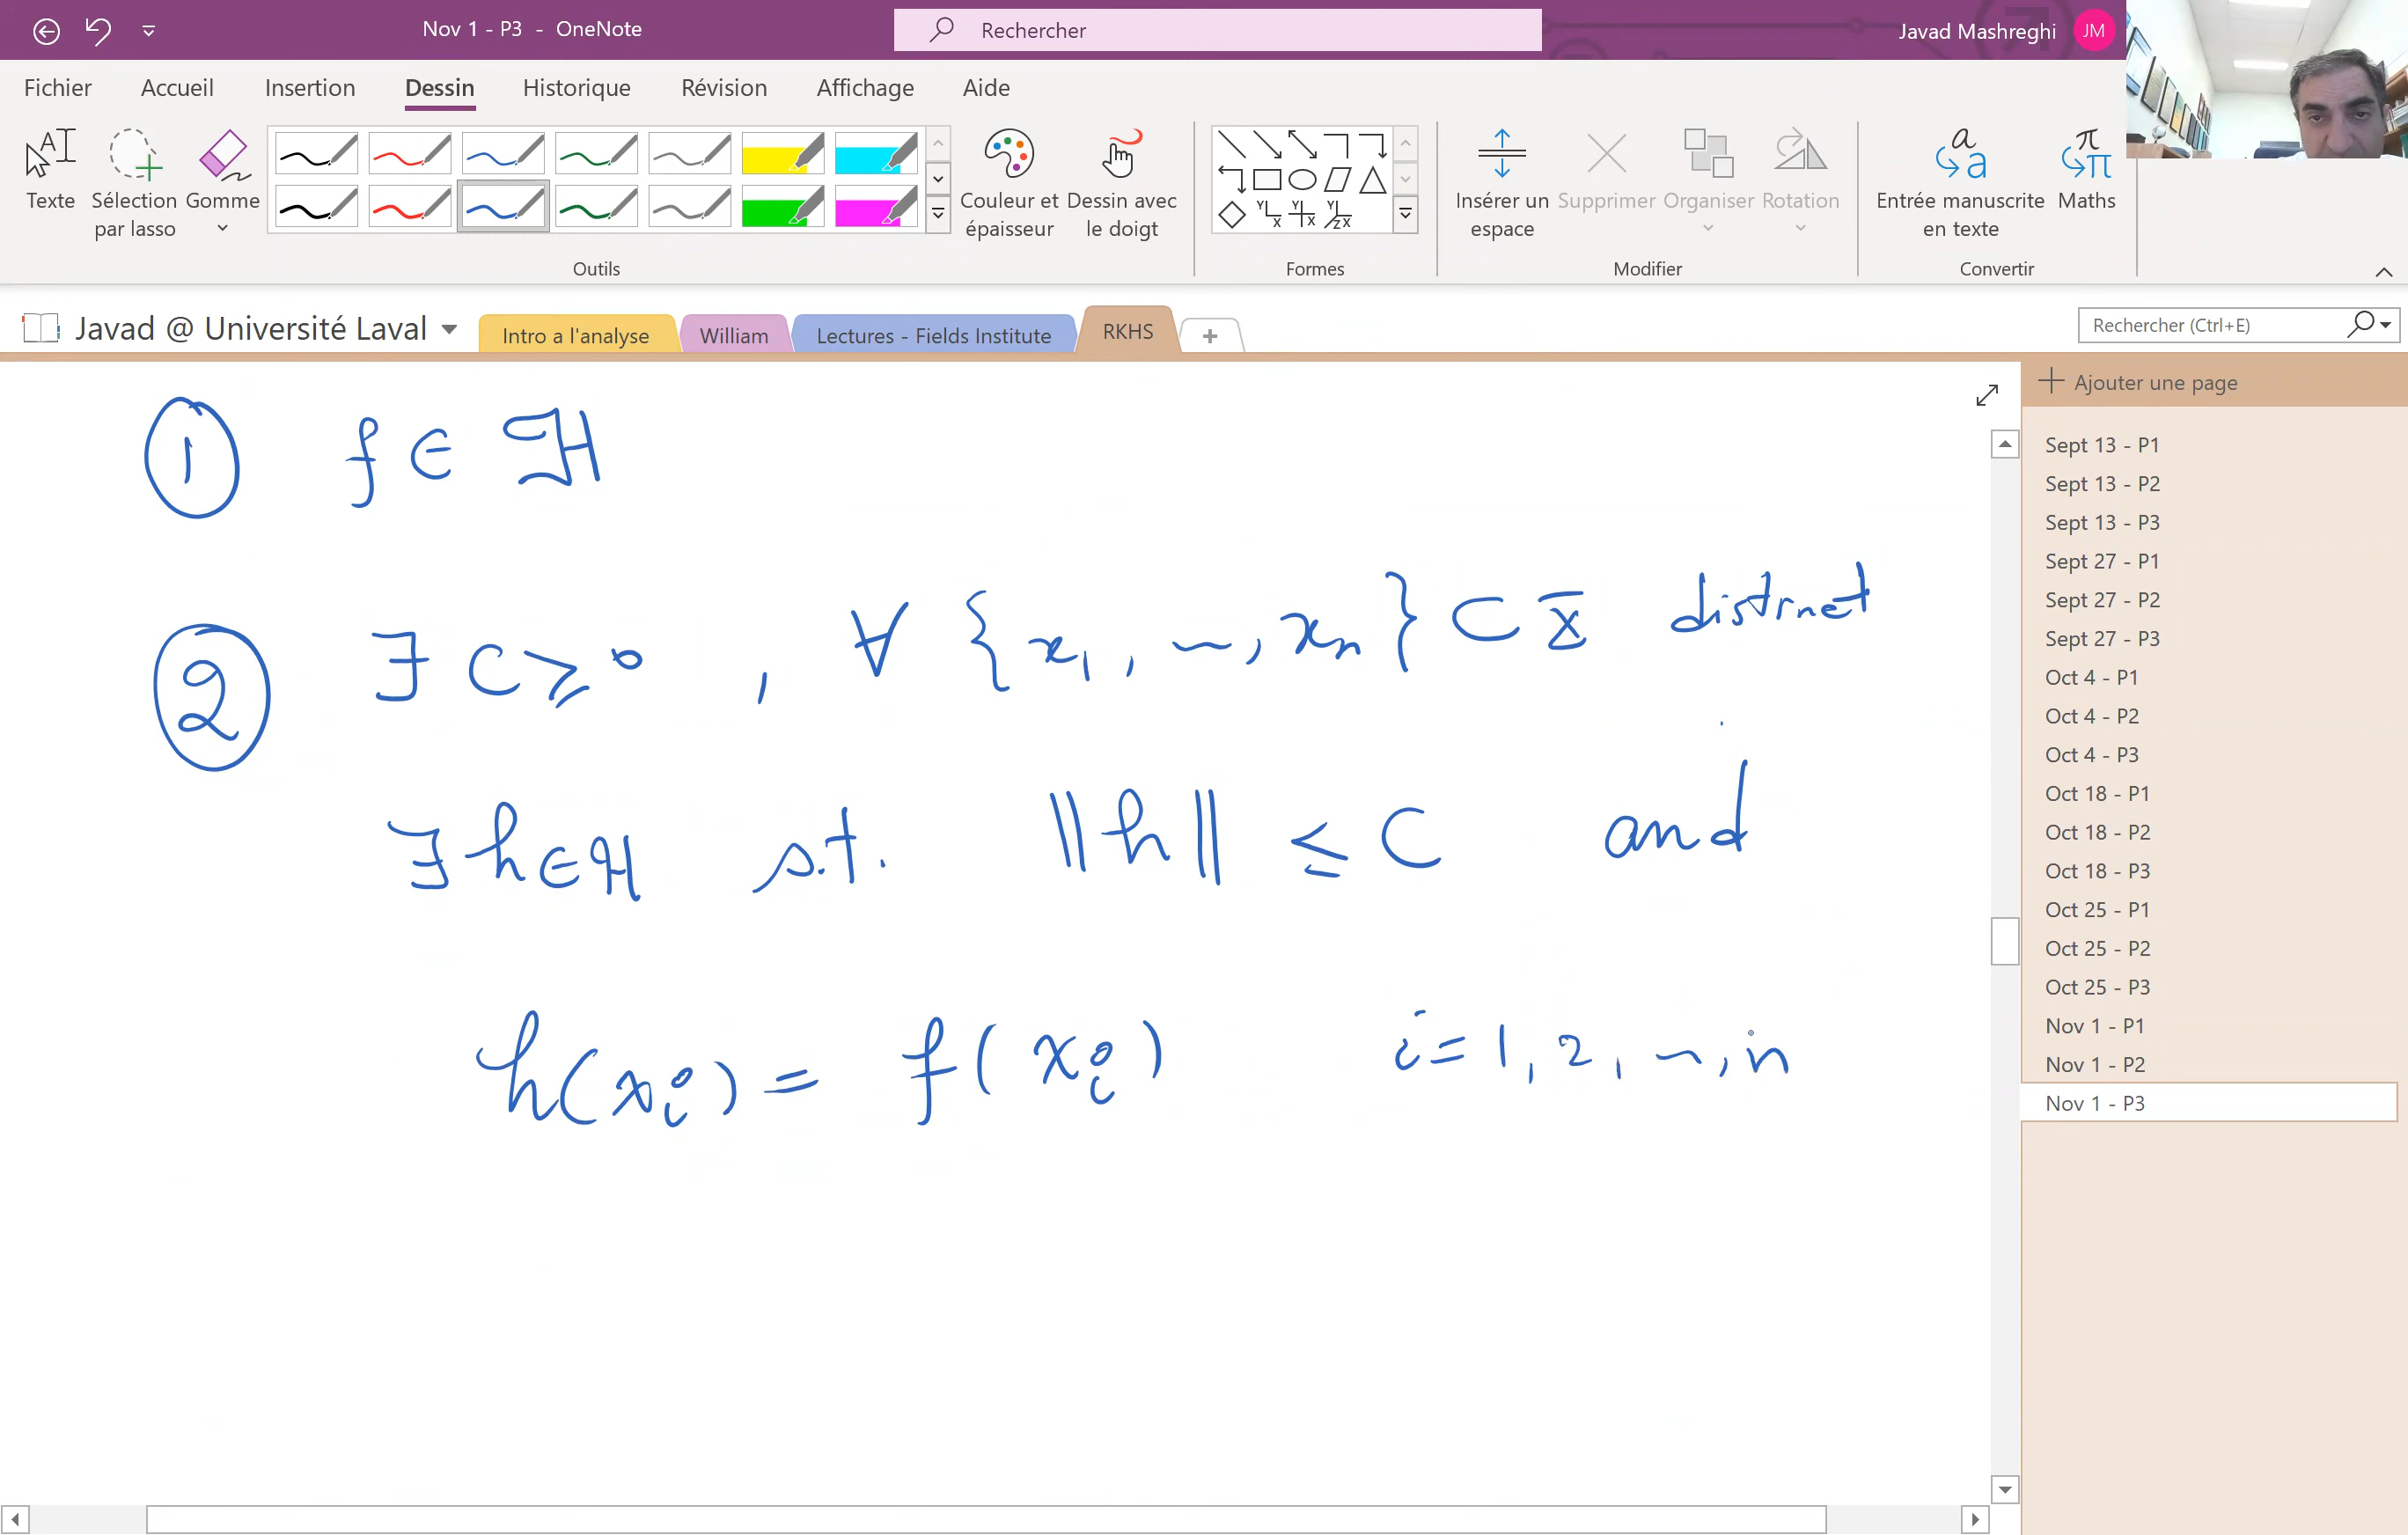 Nov 1 - P3 - OneNote
Rechercher
Javad Mashreghi JM
Fichier Accueil Insertion Dessin Historique Révision Affichage Aide
Texte
Sélection par lasso
Gomme
Couleur et épaisseur
Dessin avec le doigt
Insérer un espace
Supprimer
Organiser
Rotation
Entrée manuscrite en texte
Maths
Outils Formes Modifier Convertir
Javad @ Université Laval
Intro a l'analyse William Lectures - Fields Institute RKHS
Rechercher (Ctrl+E)
① f ∈ ℋ
② ∃ C ≥ 0 , ∀ {x₁, ~, xₙ} ⊂ X distinct
∃ h ∈ ℋ s.t. ‖h‖ ≤ C and
h(xᵢ) = f(xᵢ) i = 1, 2, ~, n
Ajouter une page
Sept 13 - P1
Sept 13 - P2
Sept 13 - P3
Sept 27 - P1
Sept 27 - P2
Sept 27 - P3
Oct 4 - P1
Oct 4 - P2
Oct 4 - P3
Oct 18 - P1
Oct 18 - P2
Oct 18 - P3
Oct 25 - P1
Oct 25 - P2
Oct 25 - P3
Nov 1 - P1
Nov 1 - P2
Nov 1 - P3